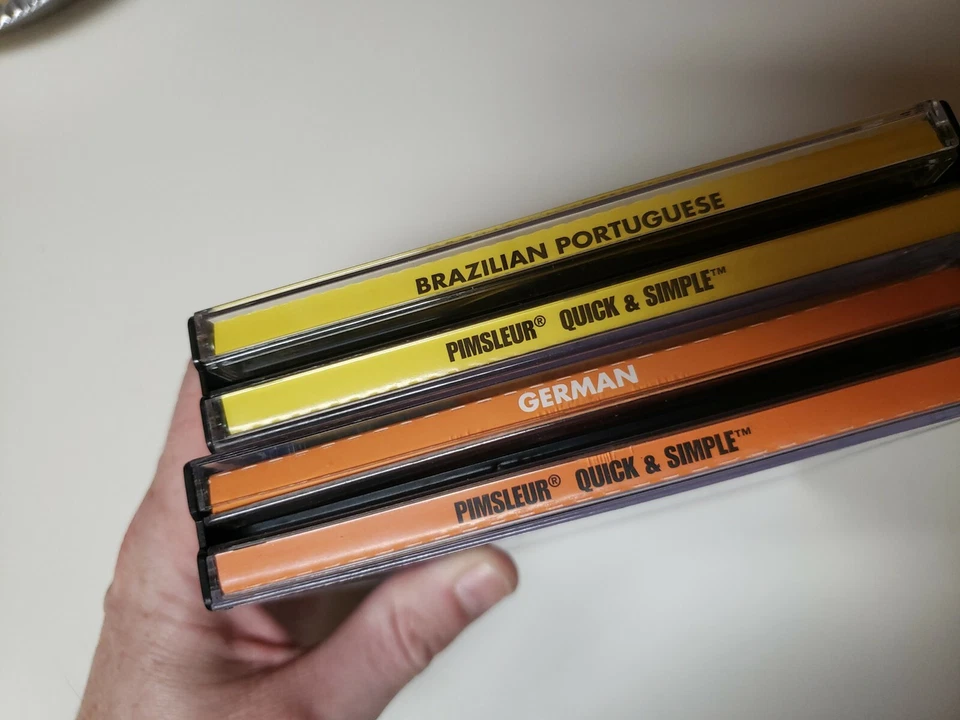 BRAZILIAN PORTUGUESE
PIMSLEUR® QUICK & SIMPLE™
GERMAN
PIMSLEUR® QUICK & SIMPLE™